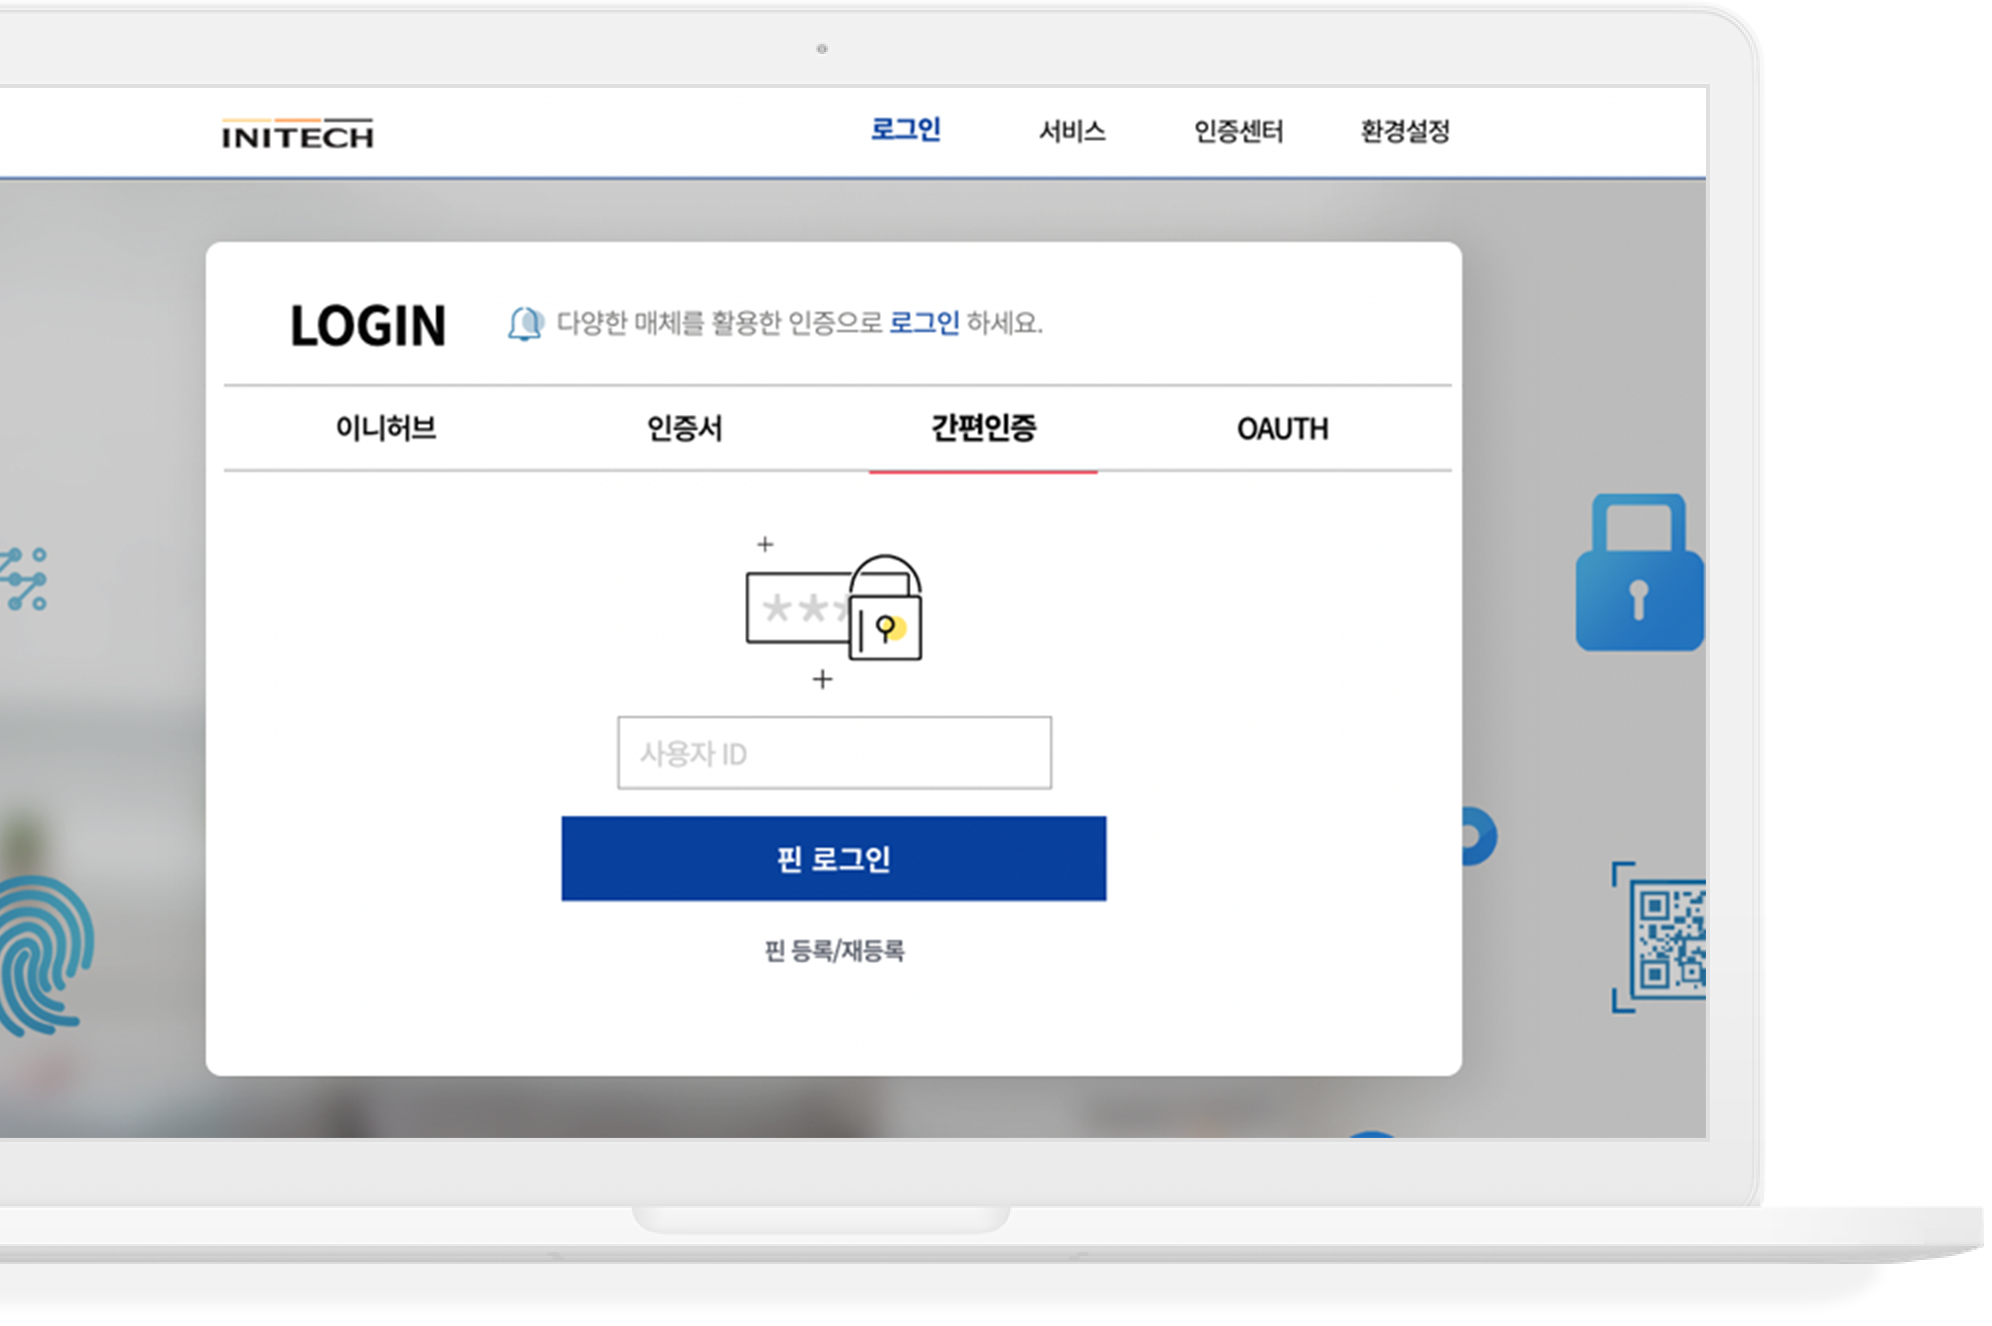 INITECH
로그인 서비스 인증센터 환경설정
LOGIN 다양한 매체를 활용한 인증으로 로그인 하세요.
이니허브 인증서 간편인증 OAUTH
***
사용자 ID
핀 로그인
핀 등록/재등록